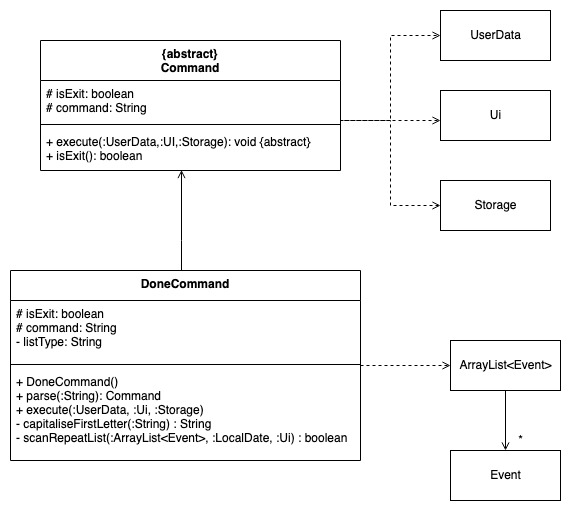 {abstract}
Command
# isExit: boolean
# command: String
+ execute(:UserData,:UI,:Storage): void {abstract}
+ isExit(): boolean
UserData
Ui
Storage
DoneCommand
# isExit: boolean
# command: String
- listType: String
+ DoneCommand()
+ parse(:String): Command
+ execute(:UserData, :Ui, :Storage)
- capitaliseFirstLetter(:String) : String
- scanRepeatList(:ArrayList<Event>, :LocalDate, :Ui) : boolean
ArrayList<Event>
*
Event